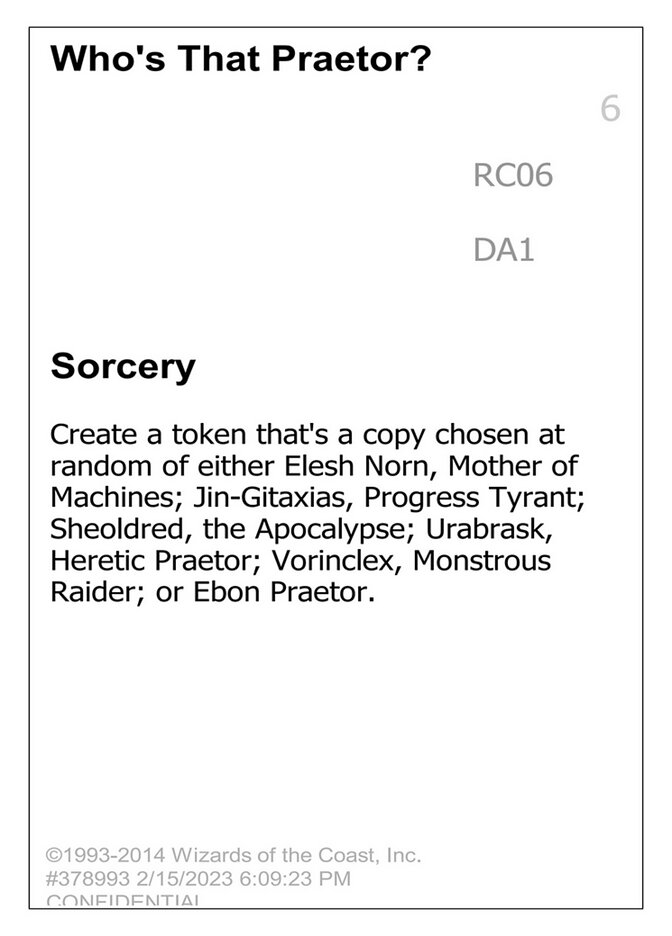 Who's That Praetor?
6
RC06
DA1
Sorcery
Create a token that's a copy chosen at
random of either Elesh Norn, Mother of
Machines; Jin-Gitaxias, Progress Tyrant;
Sheoldred, the Apocalypse; Urabrask,
Heretic Praetor; Vorinclex, Monstrous
Raider; or Ebon Praetor.
©1993-2014 Wizards of the Coast, Inc.
#378993 2/15/2023 6:09:23 PM
CONFIDENTIAL